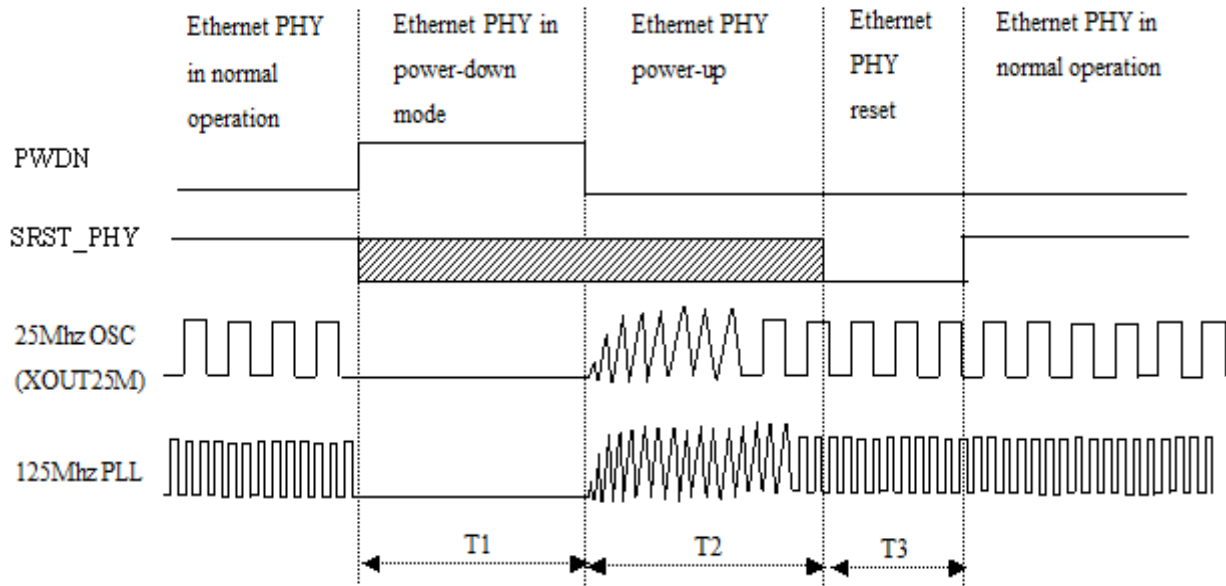 Ethernet PHY
in normal
operation
Ethernet PHY in
power-down
mode
Ethernet PHY
power-up
Ethernet
PHY
reset
Ethernet PHY in
normal operation
PWDN
SRST_PHY
25Mhz OSC
(XOUT25M)
125Mhz PLL
T1
T2
T3